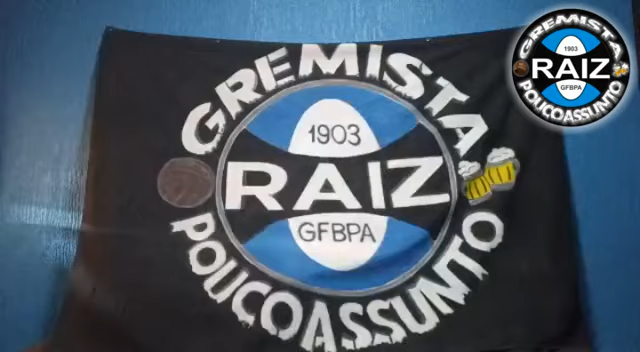 GREMISTA
1903
RAIZ
GFBPA
POUCOASSUNTO
GREMISTA
1903
RAIZ
GFBPA
POUCOASSUNTO